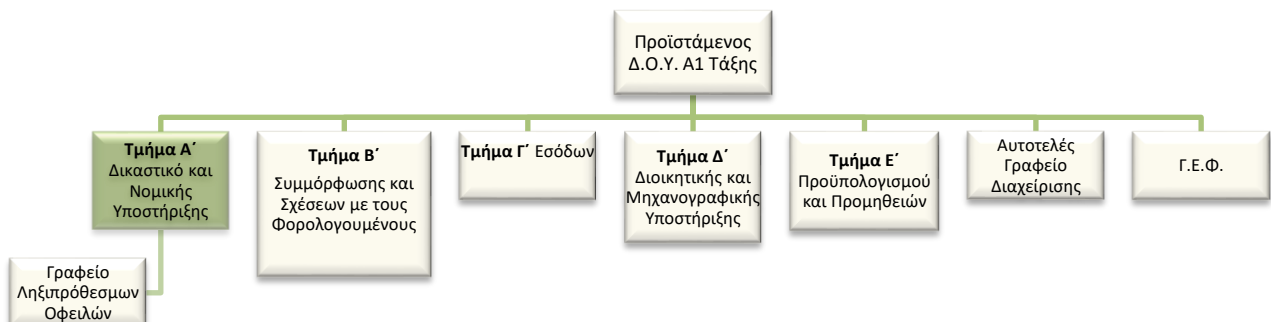 Προϊστάμενος
Δ.Ο.Υ. Α1 Τάξης
Τμήμα Α΄
Δικαστικό και
Νομικής
Υποστήριξης
Τμήμα Β΄
Συμμόρφωσης και
Σχέσεων με τους
Φορολογουμένους
Τμήμα Γ΄ Εσόδων
Τμήμα Δ΄
Διοικητικής και
Μηχανογραφικής
Υποστήριξης
Τμήμα Ε΄
Προϋπολογισμού
και Προμηθειών
Αυτοτελές
Γραφείο
Διαχείρισης
Γ.Ε.Φ.
Γραφείο
Ληξιπρόθεσμων
Οφειλών